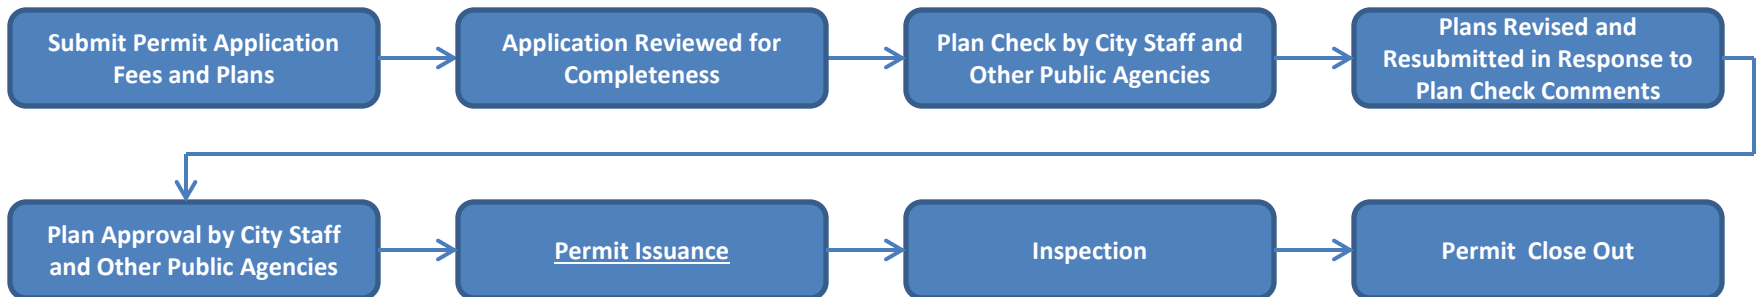 Submit Permit Application
Fees and Plans
Application Reviewed for
Completeness
Plan Check by City Staff and
Other Public Agencies
Plans Revised and
Resubmitted in Response to
Plan Check Comments
Plan Approval by City Staff
and Other Public Agencies
Permit Issuance
Inspection
Permit  Close Out